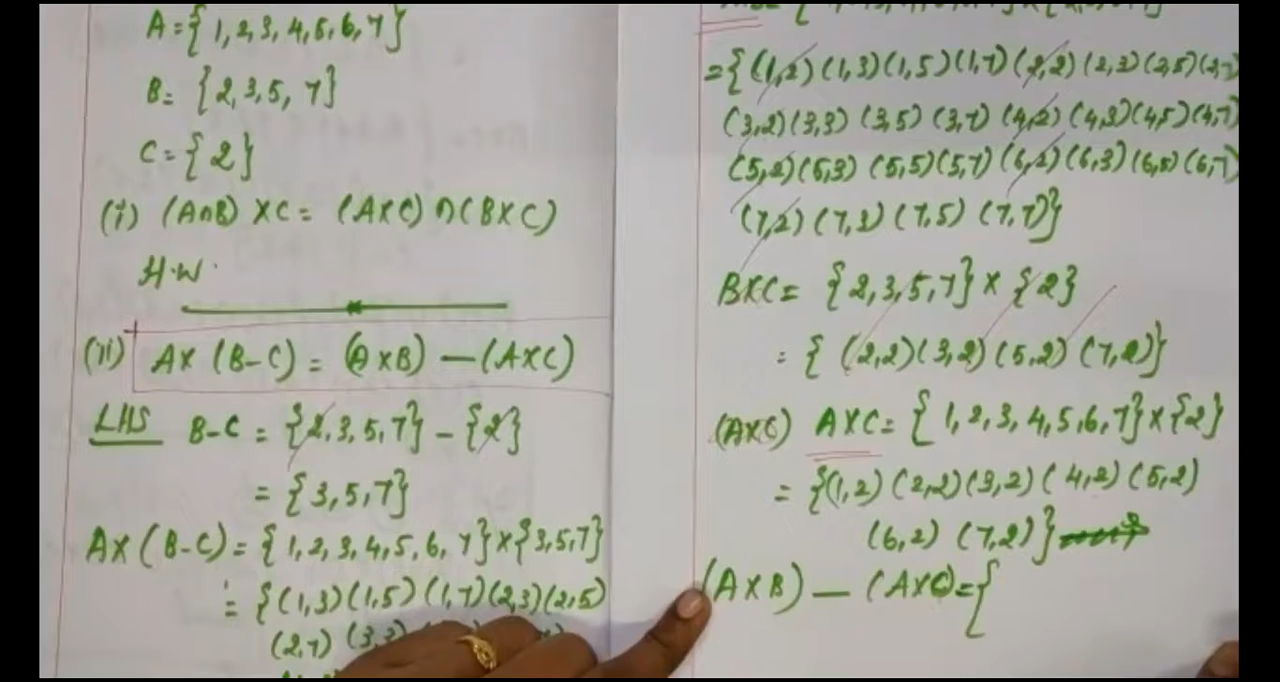 A = { 1, 2, 3, 4, 5, 6, 7}
B = {2, 3, 5, 7}
C = { 2}
(i) (A∩B) × C = (A×C) ∩ (B×C)
H.W.
(ii) A× (B–C) = (A×B) — (A×C)
LHS B–C = {2, 3, 5, 7} – {2}
= {3, 5, 7}
A× (B–C) = { 1, 2, 3, 4, 5, 6, 7} × {3, 5, 7}
= {(1,3) (1,5) (1,7) (2,3) (2,5)
(2,7) (3,3)
= { (1,2) (1,3) (1,5) (1,7) (2,2) (2,3) (2,5) (2,7)
(3,2) (3,3) (3,5) (3,7) (4,2) (4,3) (4,5) (4,7)
(5,2) (5,3) (5,5) (5,7) (6,2) (6,3) (6,5) (6,7)
(7,2) (7,3) (7,5) (7,7)}
B×C = {2, 3, 5, 7} × {2}
= { (2,2) (3,2) (5,2) (7,2)}
(A×C) A×C = { 1, 2, 3, 4, 5, 6, 7} × {2}
= {(1,2) (2,2) (3,2) (4,2) (5,2)
(6,2) (7,2)}
(A×B) — (A×C) = {